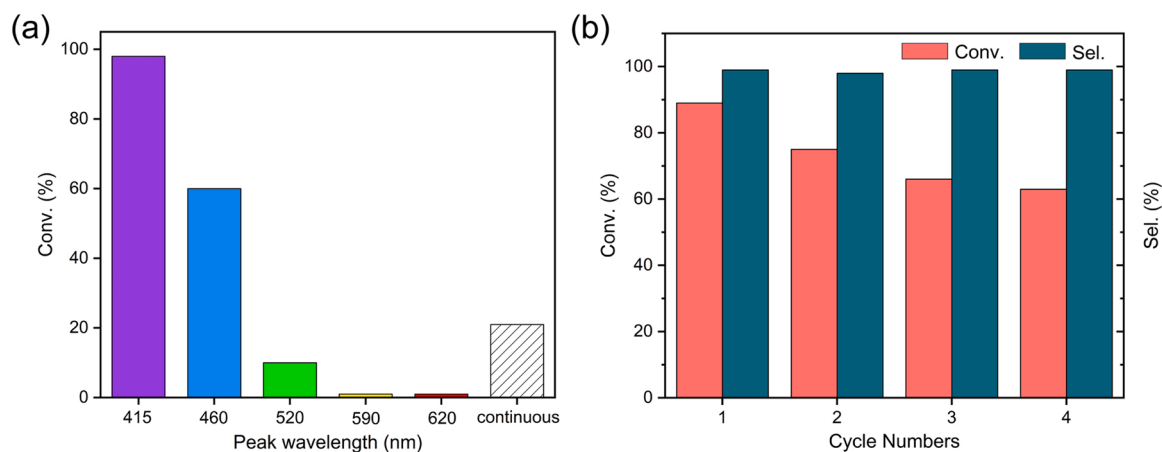 (a)
Conv. (%)
100
80
60
40
20
0
415 460 520 590 620 continuous
Peak wavelength (nm)
(b)
Conv. Sel.
Conv. (%)
100
80
60
40
20
0
1 2 3 4
Cycle Numbers
Sel. (%)